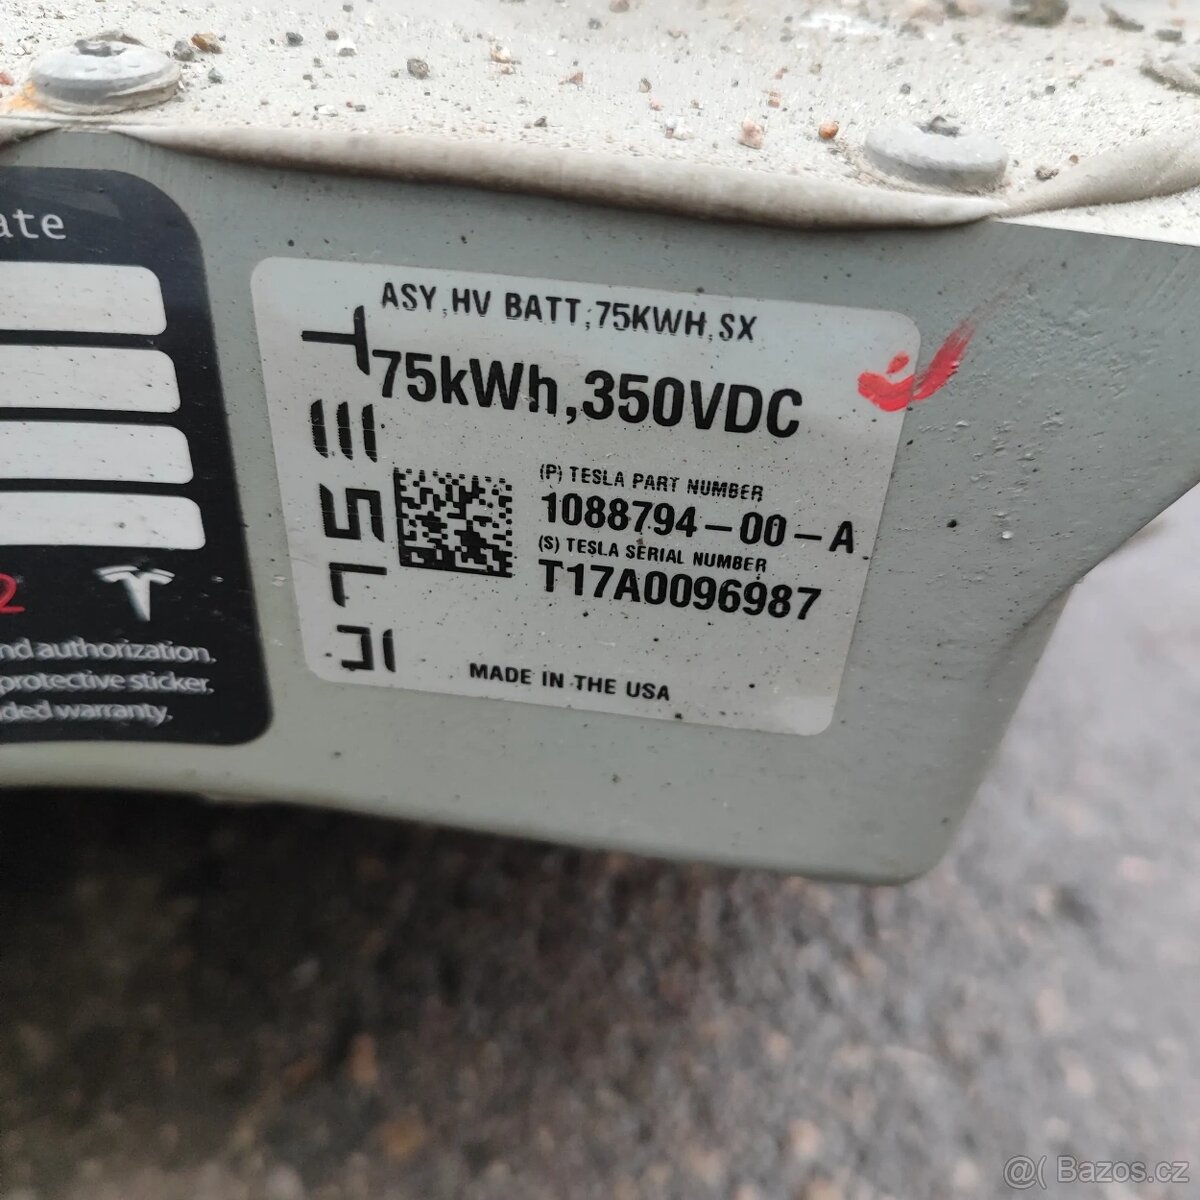 ate
ASY,HV BATT;75KWH,SX
75kWh,350VDC
TESLA
(P) TESLA PART NUMBER
1088794-00-A
(S) TESLA SERIAL NUMBER
T17A0096987
MADE IN THE USA
2
nd authorization.
protective sticker.
ded warranty.
@( Bazos.cz